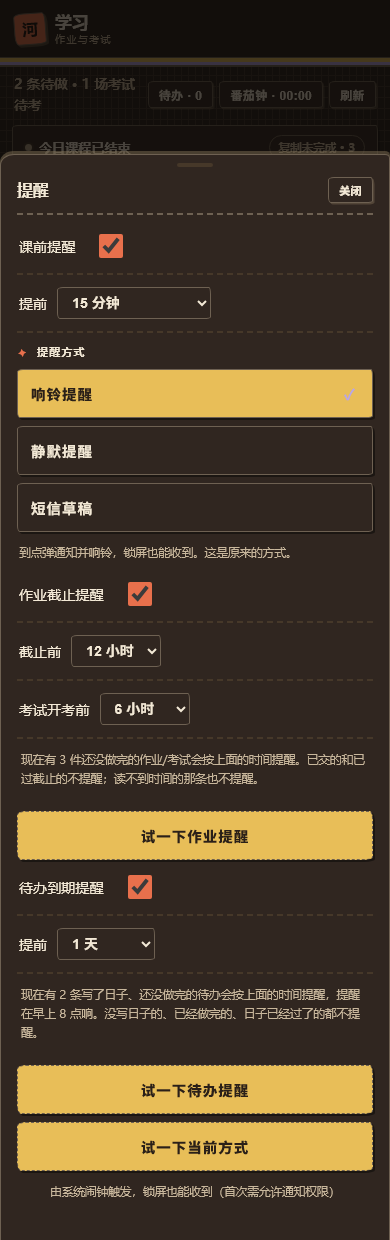 河
学习
作业与考试
2 条待做 • 1 场考试
待考
待办 · 0
番茄钟 · 00:00
刷新
今日课程已结束
复制未完成 • 3
提醒
关闭
课前提醒
提前
15 分钟
提醒方式
响铃提醒
静默提醒
短信草稿
到点弹通知并响铃，锁屏也能收到。这是原来的方式。
作业截止提醒
截止前
12 小时
考试开考前
6 小时
现在有 3 件还没做完的作业/考试会按上面的时间提醒。已交的和已
过截止的不提醒；读不到时间的那条也不提醒。
试一下作业提醒
待办到期提醒
提前
1 天
现在有 2 条写了日子、还没做完的待办会按上面的时间提醒，提醒
在早上 8 点响。没写日子的、已经做完的、日子已经过了的都不提
醒。
试一下待办提醒
试一下当前方式
由系统闹钟触发，锁屏也能收到（首次需允许通知权限）